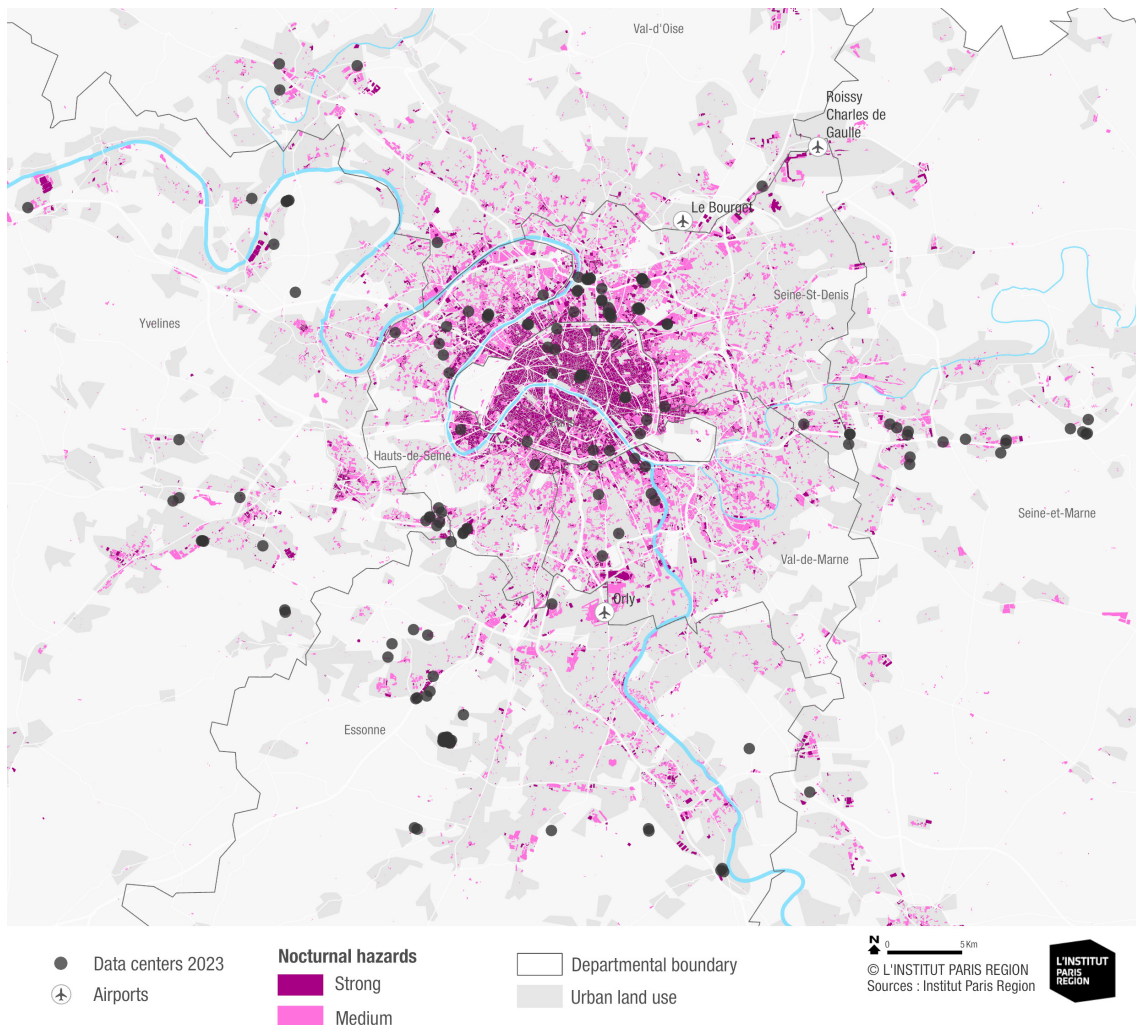 Val-d'Oise
Roissy
Charles de
Gaulle
Le Bourget
Seine-St-Denis
Yvelines
Hauts-de-Seine
Seine-et-Marne
Val-de-Marne
Orly
Essonne
Data centers 2023
Airports
Nocturnal hazards
Strong
Medium
Departmental boundary
Urban land use
N
0 5 Km
© L'INSTITUT PARIS REGION
Sources : Institut Paris Region
L'INSTITUT
PARIS
REGION